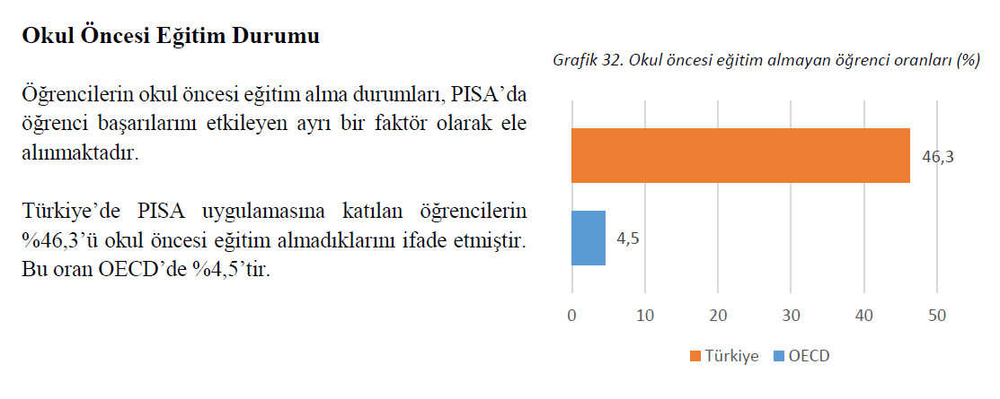 Okul Öncesi Eğitim Durumu
Öğrencilerin okul öncesi eğitim alma durumları, PISA’da
öğrenci başarılarını etkileyen ayrı bir faktör olarak ele
alınmaktadır.
Türkiye’de PISA uygulamasına katılan öğrencilerin
%46,3’ü okul öncesi eğitim almadıklarını ifade etmiştir.
Bu oran OECD’de %4,5’tir.
Grafik 32. Okul öncesi eğitim almayan öğrenci oranları (%)
46,3
4,5
0 10 20 30 40 50
Türkiye OECD